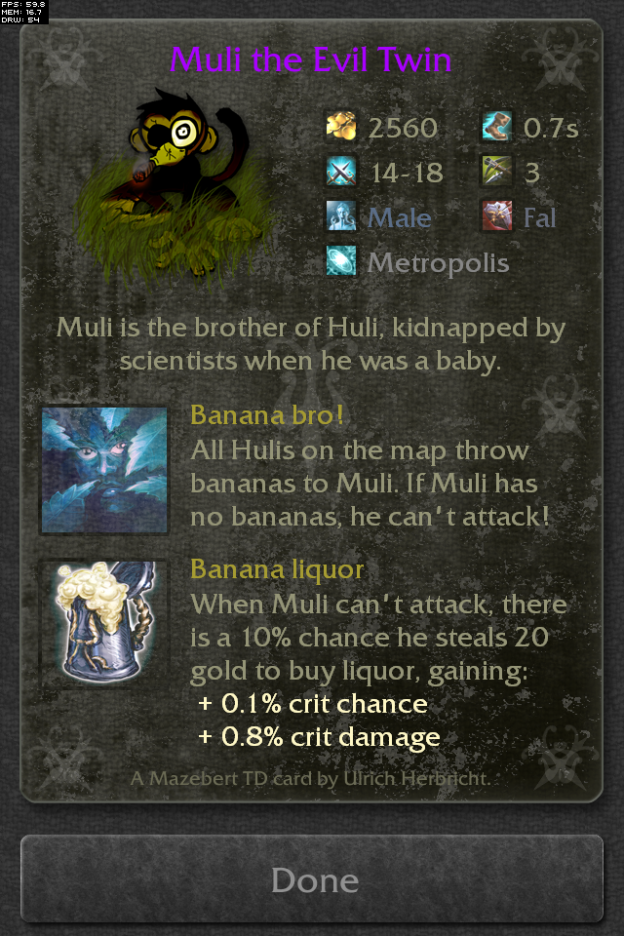 FPS: 59.8
MEM: 16.7
DRW: 54
Muli the Evil Twin
2560 0.7s
14-18 3
Male Fal
Metropolis
Muli is the brother of Huli, kidnapped by
scientists when he was a baby.
Banana bro!
All Hulis on the map throw
bananas to Muli. If Muli has
no bananas, he can't attack!
Banana liquor
When Muli can't attack, there
is a 10% chance he steals 20
gold to buy liquor, gaining:
+ 0.1% crit chance
+ 0.8% crit damage
A Mazebert TD card by Ulrich Herbricht.
Done